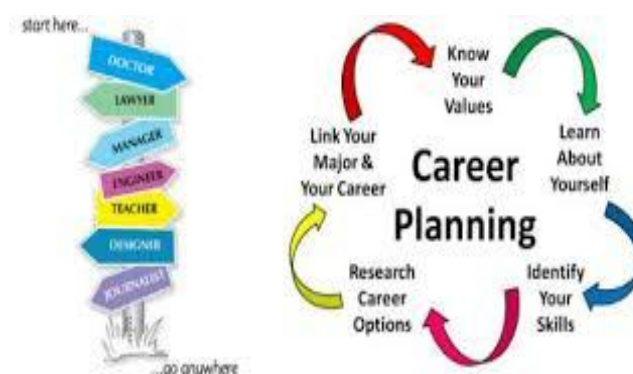 start here...
DOCTOR
LAWYER
MANAGER
ENGINEER
TEACHER
DESIGNER
JOURNALIST
...go anywhere
Career
Planning
Know
Your
Values
Learn
About
Yourself
Identify
Your
Skills
Research
Career
Options
Link Your
Major &
Your Career